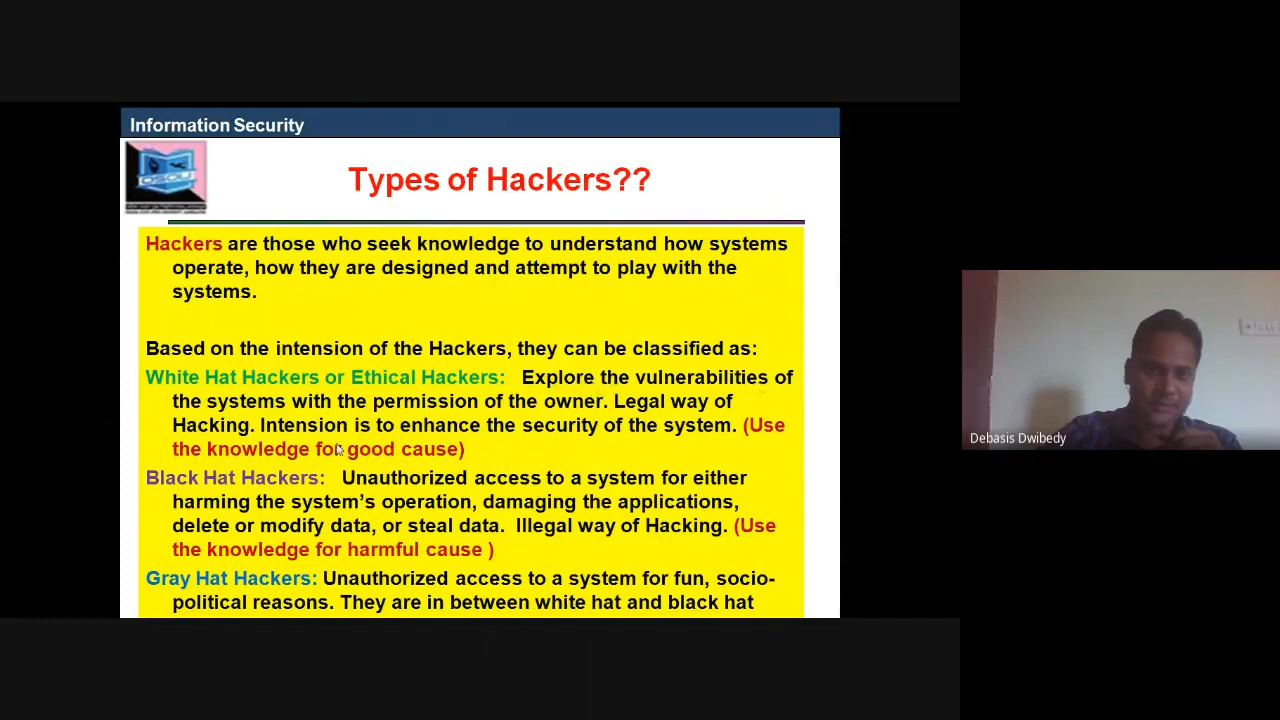 Information Security
OSOU
Types of Hackers??
Hackers are those who seek knowledge to understand how systems
operate, how they are designed and attempt to play with the
systems.
Based on the intension of the Hackers, they can be classified as:
White Hat Hackers or Ethical Hackers: Explore the vulnerabilities of
the systems with the permission of the owner. Legal way of
Hacking. Intension is to enhance the security of the system. (Use
the knowledge for good cause)
Black Hat Hackers: Unauthorized access to a system for either
harming the system's operation, damaging the applications,
delete or modify data, or steal data. Illegal way of Hacking. (Use
the knowledge for harmful cause )
Gray Hat Hackers: Unauthorized access to a system for fun, socio-
political reasons. They are in between white hat and black hat
Debasis Dwibedy